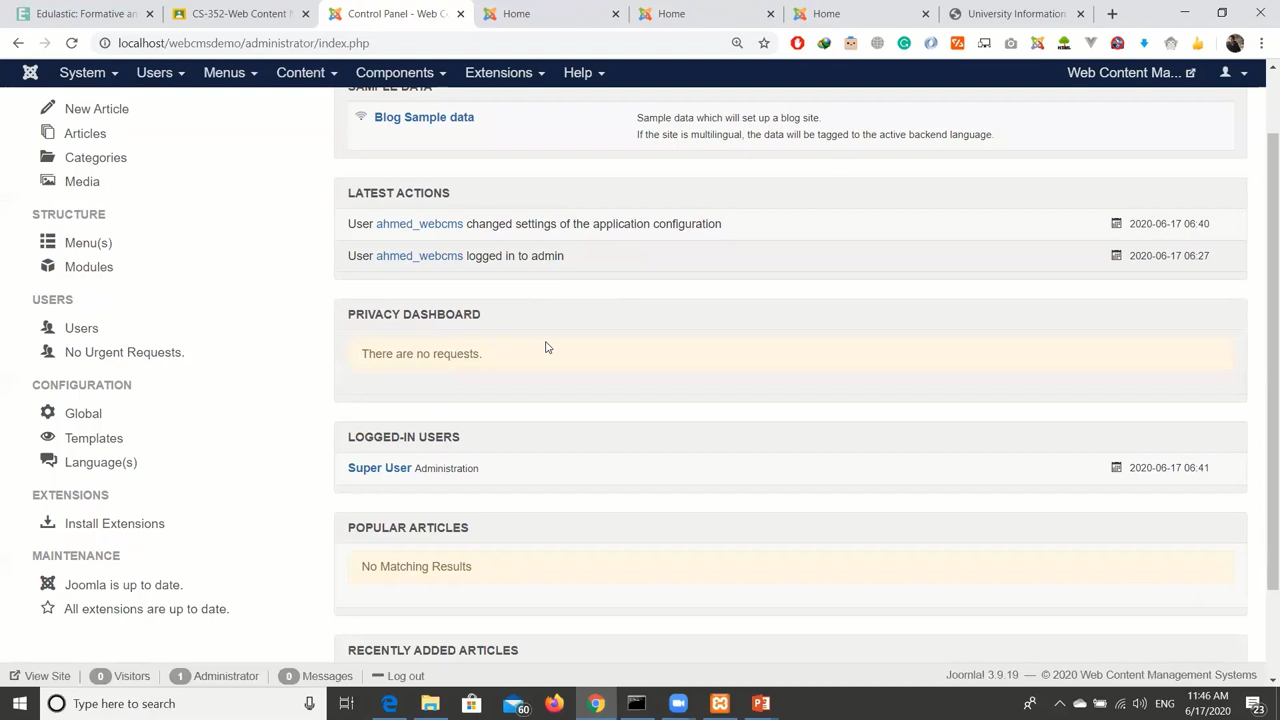 Edulastic: Formative an
CS-352-Web Content M
Control Panel - Web C
Home
Home
Home
University Information
localhost/webcmsdemo/administrator/index.php
System
Users
Menus
Content
Components
Extensions
Help
Web Content Ma...
New Article
Articles
Categories
Media
STRUCTURE
Menu(s)
Modules
USERS
Users
No Urgent Requests.
CONFIGURATION
Global
Templates
Language(s)
EXTENSIONS
Install Extensions
MAINTENANCE
Joomla is up to date.
All extensions are up to date.
SAMPLE DATA
Blog Sample data
Sample data which will set up a blog site.
If the site is multilingual, the data will be tagged to the active backend language.
LATEST ACTIONS
User ahmed_webcms changed settings of the application configuration 2020-06-17 06:40
User ahmed_webcms logged in to admin 2020-06-17 06:27
PRIVACY DASHBOARD
There are no requests.
LOGGED-IN USERS
Super User Administration 2020-06-17 06:41
POPULAR ARTICLES
No Matching Results
RECENTLY ADDED ARTICLES
View Site 0 Visitors 1 Administrator 0 Messages Log out
Joomla! 3.9.19 — © 2020 Web Content Management Systems
Type here to search
60
ENG
11:46 AM
6/17/2020
23